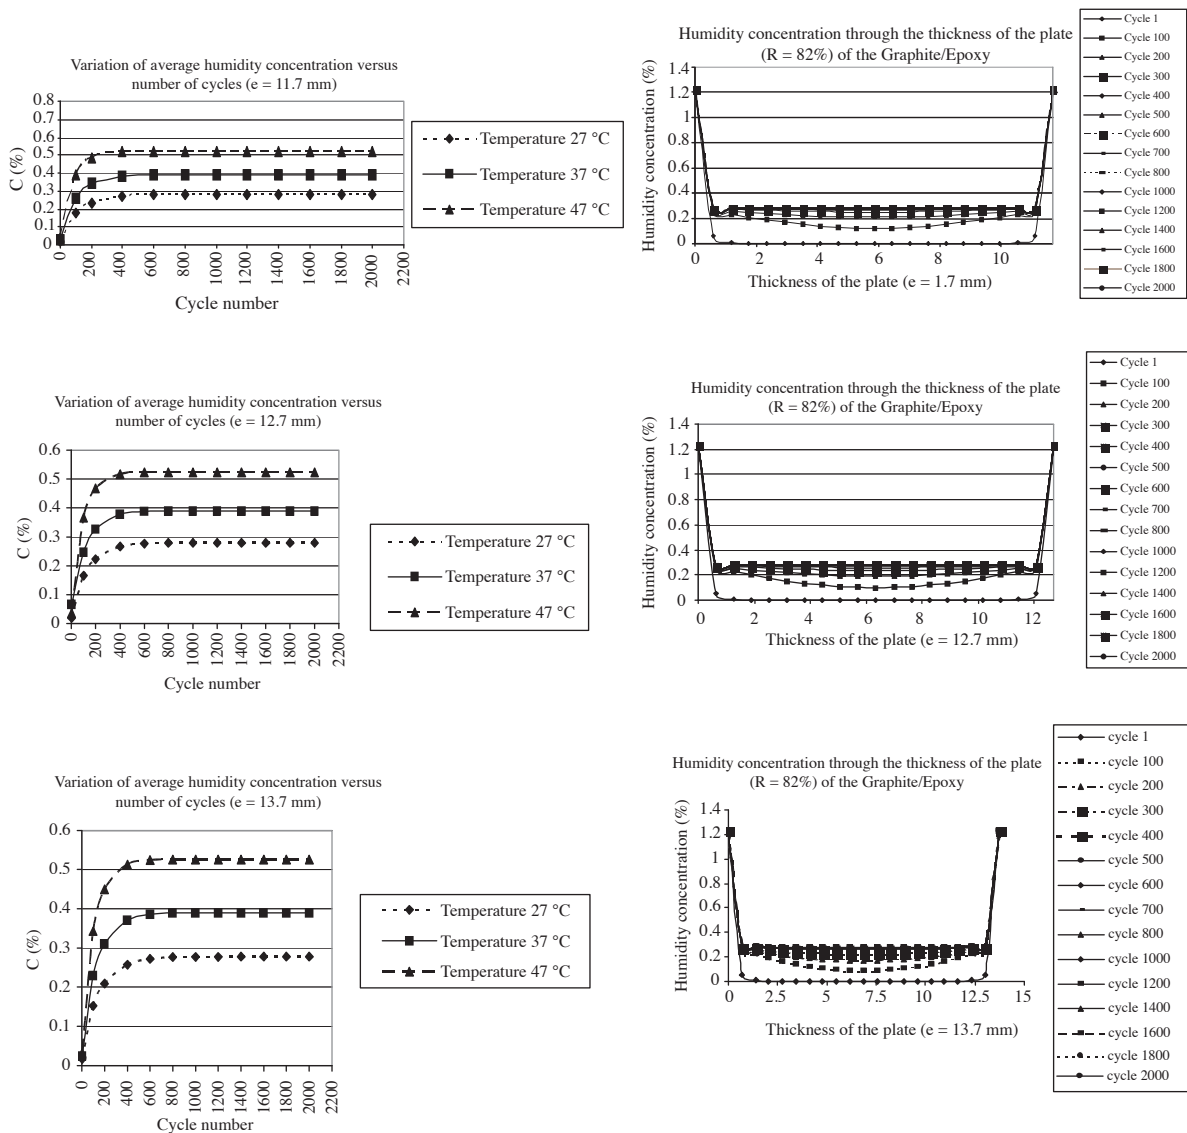 Variation of average humidity concentration versus
number of cycles (e = 11.7 mm)
0.8
0.7
0.6
0.5
0.4
0.3
0.2
0.1
0
C (%)
0
200
400
600
800
1000
1200
1400
1600
1800
2000
2200
Cycle number
Temperature 27 °C
Temperature 37 °C
Temperature 47 °C
Humidity concentration through the thickness of the plate
(R = 82%) of the Graphite/Epoxy
Humidity concentration (%)
1.4
1.2
1
0.8
0.6
0.4
0.2
0
0
2
4
6
8
10
Thickness of the plate (e = 1.7 mm)
Cycle 1
Cycle 100
Cycle 200
Cycle 300
Cycle 400
Cycle 500
Cycle 600
Cycle 700
Cycle 800
Cycle 1000
Cycle 1200
Cycle 1400
Cycle 1600
Cycle 1800
Cycle 2000
Variation of average humidity concentration versus
number of cycles (e = 12.7 mm)
0.6
0.5
0.4
0.3
0.2
0.1
0
C (%)
0
200
400
600
800
1000
1200
1400
1600
1800
2000
2200
Cycle number
Temperature 27 °C
Temperature 37 °C
Temperature 47 °C
Humidity concentration through the thickness of the plate
(R = 82%) of the Graphite/Epoxy
Humidity concentration (%)
1.4
1.2
1
0.8
0.6
0.4
0.2
0
0
2
4
6
8
10
12
Thickness of the plate (e = 12.7 mm)
Cycle 1
Cycle 100
Cycle 200
Cycle 300
Cycle 400
Cycle 500
Cycle 600
Cycle 700
Cycle 800
Cycle 1000
Cycle 1200
Cycle 1400
Cycle 1600
Cycle 1800
Cycle 2000
Variation of average humidity concentration versus
number of cycles (e = 13.7 mm)
0.6
0.5
0.4
0.3
0.2
0.1
0
C (%)
0
200
400
600
800
1000
1200
1400
1600
1800
2000
2200
Cycle number
Temperature 27 °C
Temperature 37 °C
Temperature 47 °C
Humidity concentration through the thickness of the plate
(R = 82%) of the Graphite/Epoxy
Humidity concentration (%)
1.4
1.2
1
0.8
0.6
0.4
0.2
0
0
2.5
5
7.5
10
12.5
15
Thickness of the plate (e = 13.7 mm)
cycle 1
cycle 100
cycle 200
cycle 300
cycle 400
cycle 500
cycle 600
cycle 700
cycle 800
cycle 1000
cycle 1200
cycle 1400
cycle 1600
cycle 1800
cycle 2000